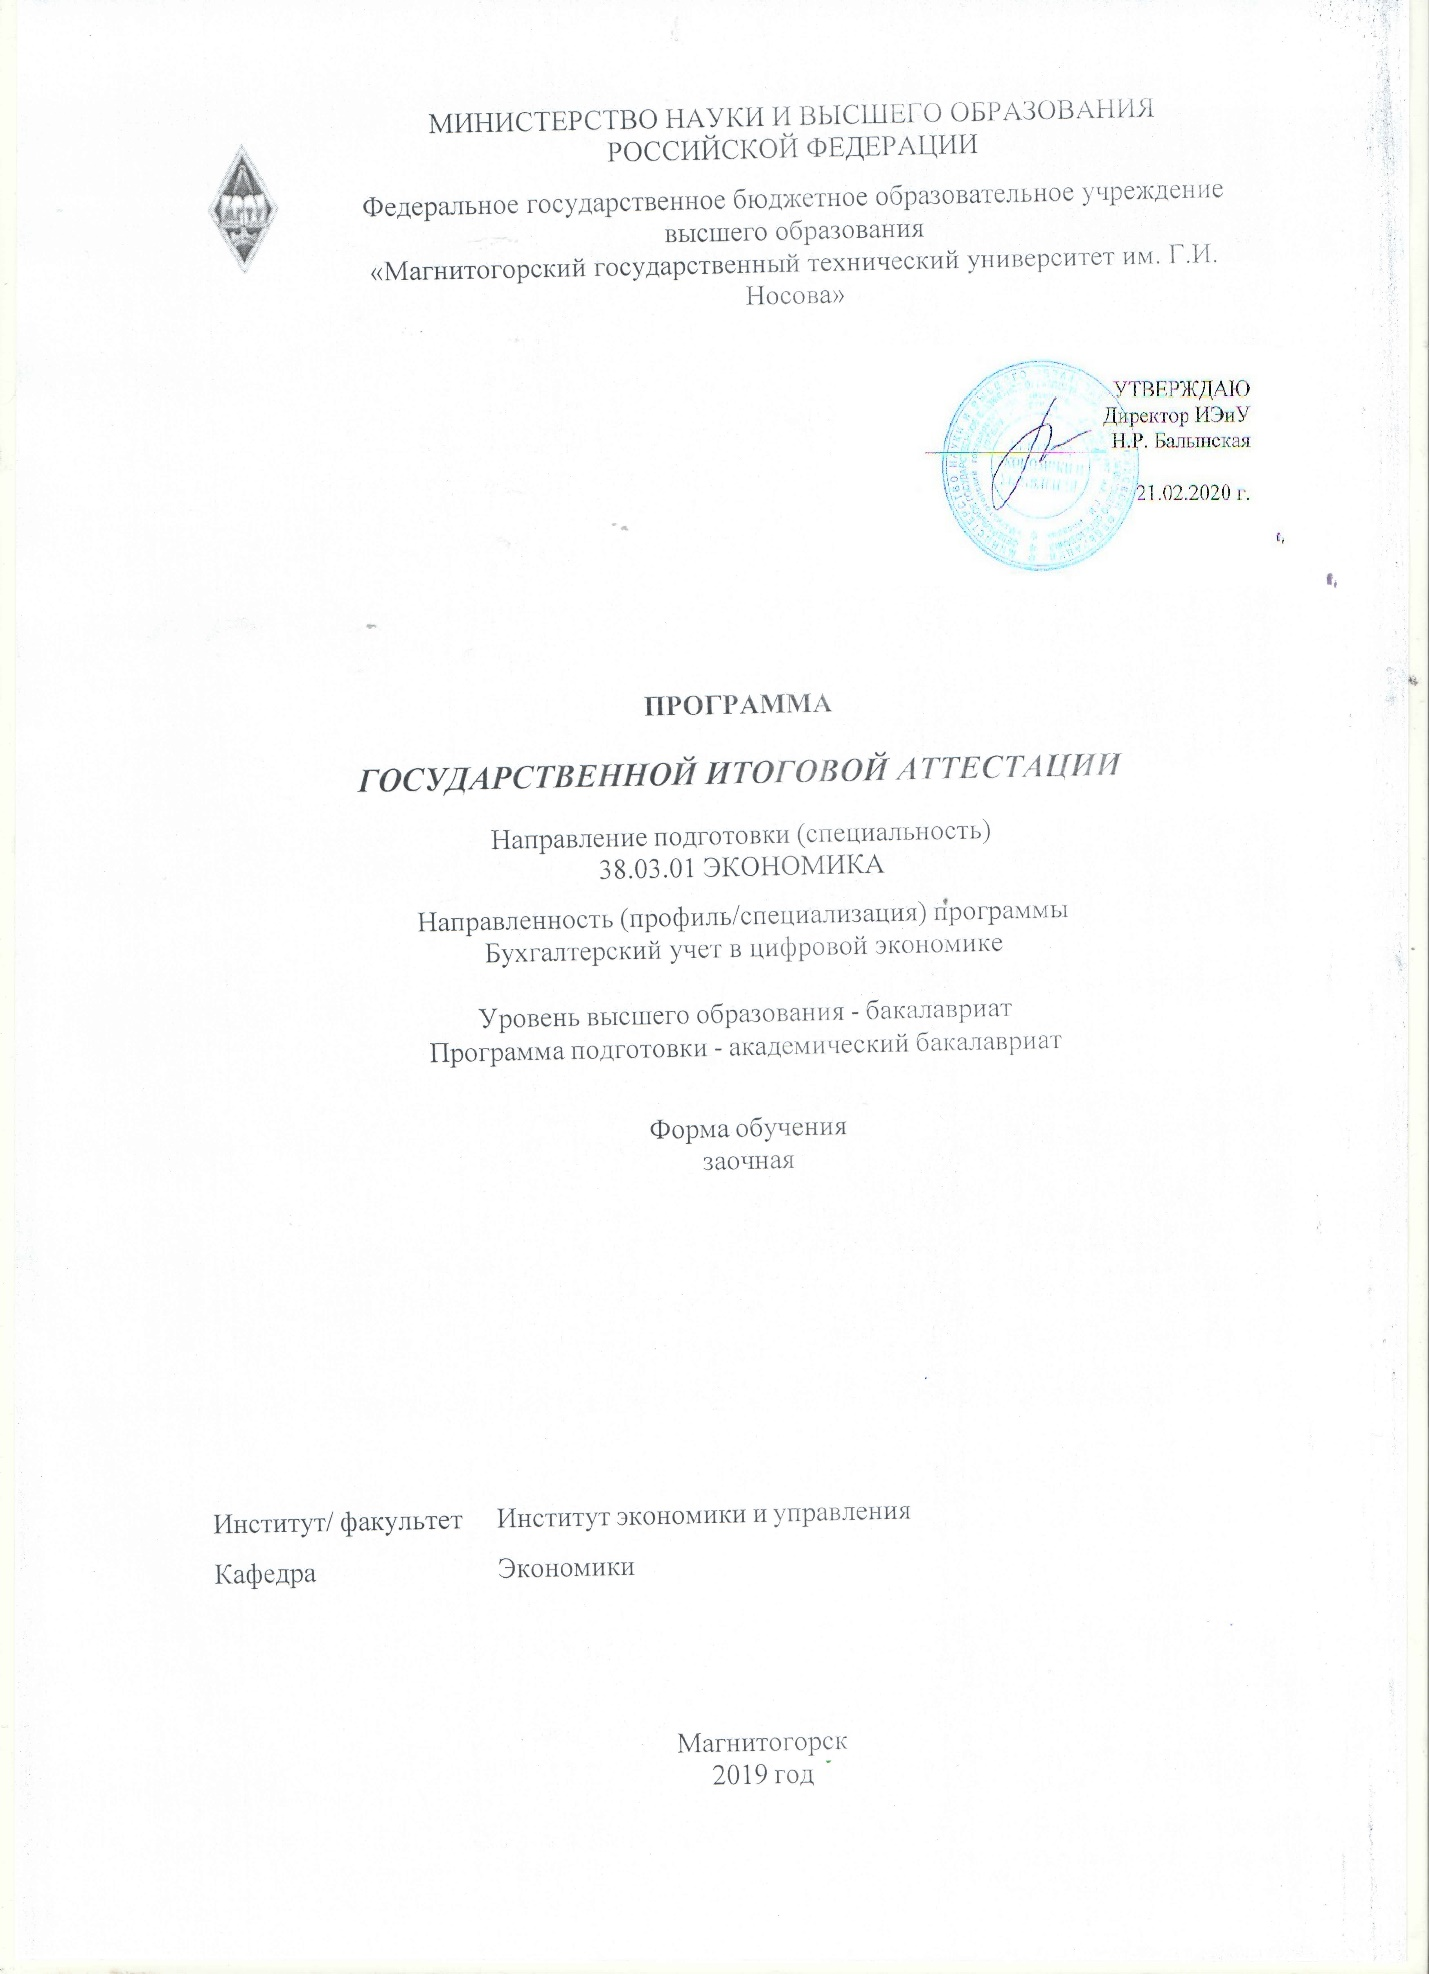 МИНИСТЕРСТВО НАУКИ И ВЫСШЕГО ОБРАЗОВАНИЯ
РОССИЙСКОЙ ФЕДЕРАЦИИ
Федеральное государственное бюджетное образовательное учреждение
высшего образования
«Магнитогорский государственный технический университет им. Г.И.
Носова»
УТВЕРЖДАЮ
Директор ИЭиУ
Н.Р. Балынская
21.02.2020 г.
ПРОГРАММА
ГОСУДАРСТВЕННОЙ ИТОГОВОЙ АТТЕСТАЦИИ
Направление подготовки (специальность)
38.03.01 ЭКОНОМИКА
Направленность (профиль/специализация) программы
Бухгалтерский учет в цифровой экономике
Уровень высшего образования - бакалавриат
Программа подготовки - академический бакалавриат
Форма обучения
заочная
Институт/ факультет Институт экономики и управления
Кафедра Экономики
Магнитогорск
2019 год